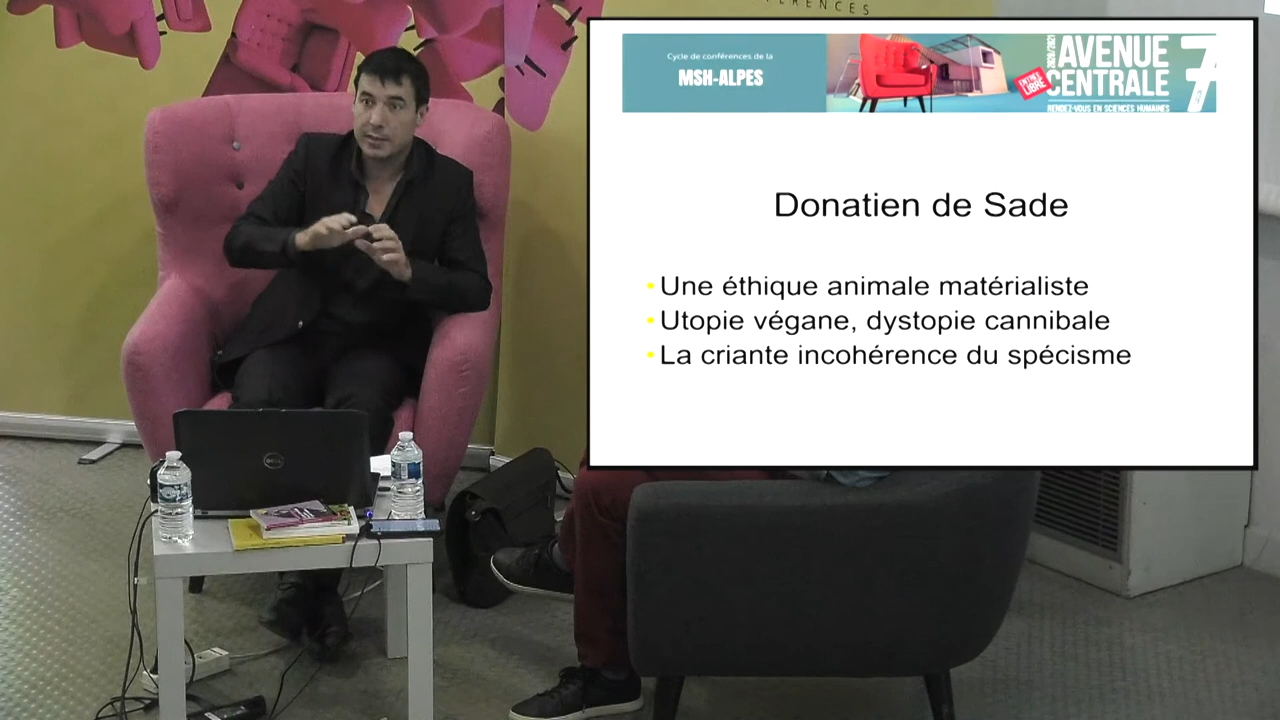 Cycle de conférences de la
MSH-ALPES
ENTRÉE
LIBRE
2020/2021
AVENUE
CENTRALE
7
RENDEZ-VOUS EN SCIENCES HUMAINES
Donatien de Sade
• Une éthique animale matérialiste
• Utopie végane, dystopie cannibale
• La criante incohérence du spécisme
DELL